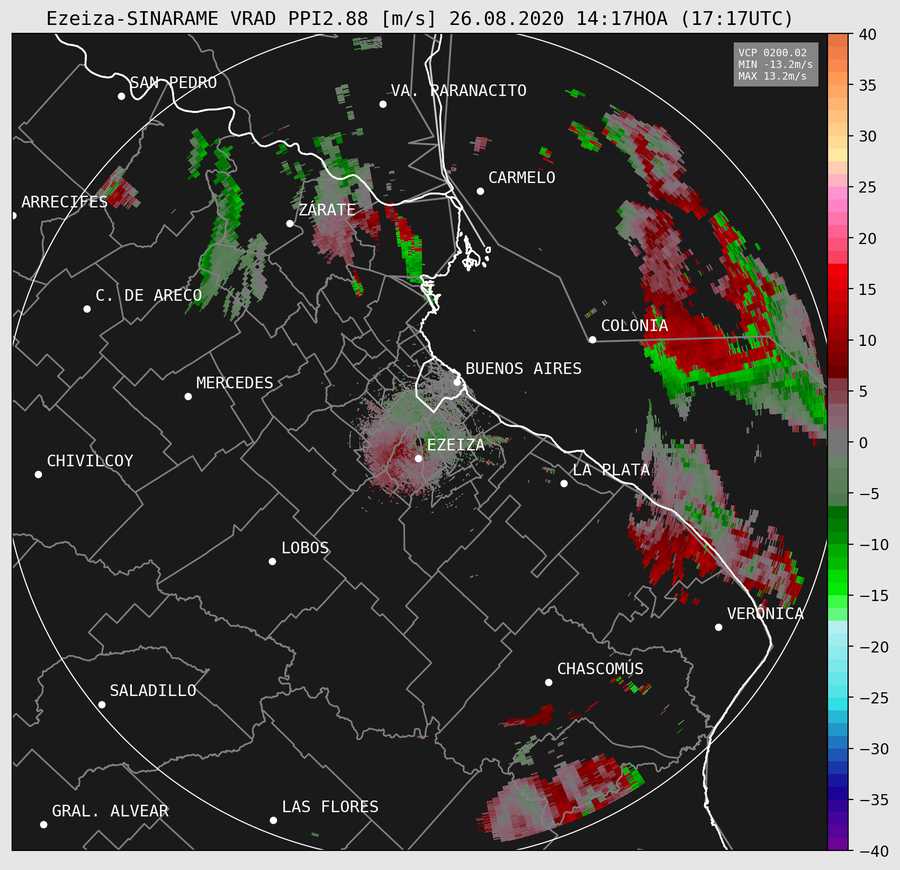 Ezeiza-SINARAME VRAD PPI2.88 [m/s] 26.08.2020 14:17HOA (17:17UTC)
VCP 0200.02
MIN -13.2m/s
MAX 13.2m/s
SAN PEDRO
VA. PARANACITO
CARMELO
ARRECIFES
ZÁRATE
C. DE ARECO
COLONIA
BUENOS AIRES
MERCEDES
EZEIZA
CHIVILCOY
LA PLATA
LOBOS
VERÓNICA
CHASCOMÚS
SALADILLO
LAS FLORES
GRAL. ALVEAR
40
35
30
25
20
15
10
5
0
−5
−10
−15
−20
−25
−30
−35
−40